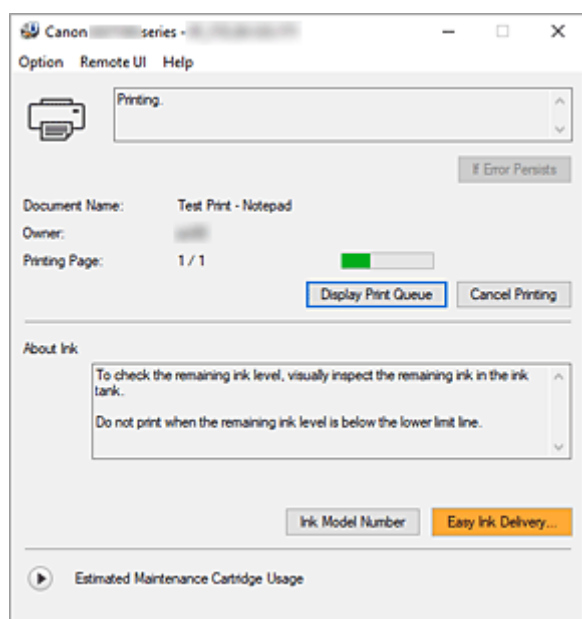 Canon series -
Option Remote UI Help
Printing.
If Error Persists
Document Name: Test Print - Notepad
Owner:
Printing Page: 1 / 1
Display Print Queue Cancel Printing
About Ink
To check the remaining ink level, visually inspect the remaining ink in the ink
tank.
Do not print when the remaining ink level is below the lower limit line.
Ink Model Number Easy Ink Delivery...
Estimated Maintenance Cartridge Usage